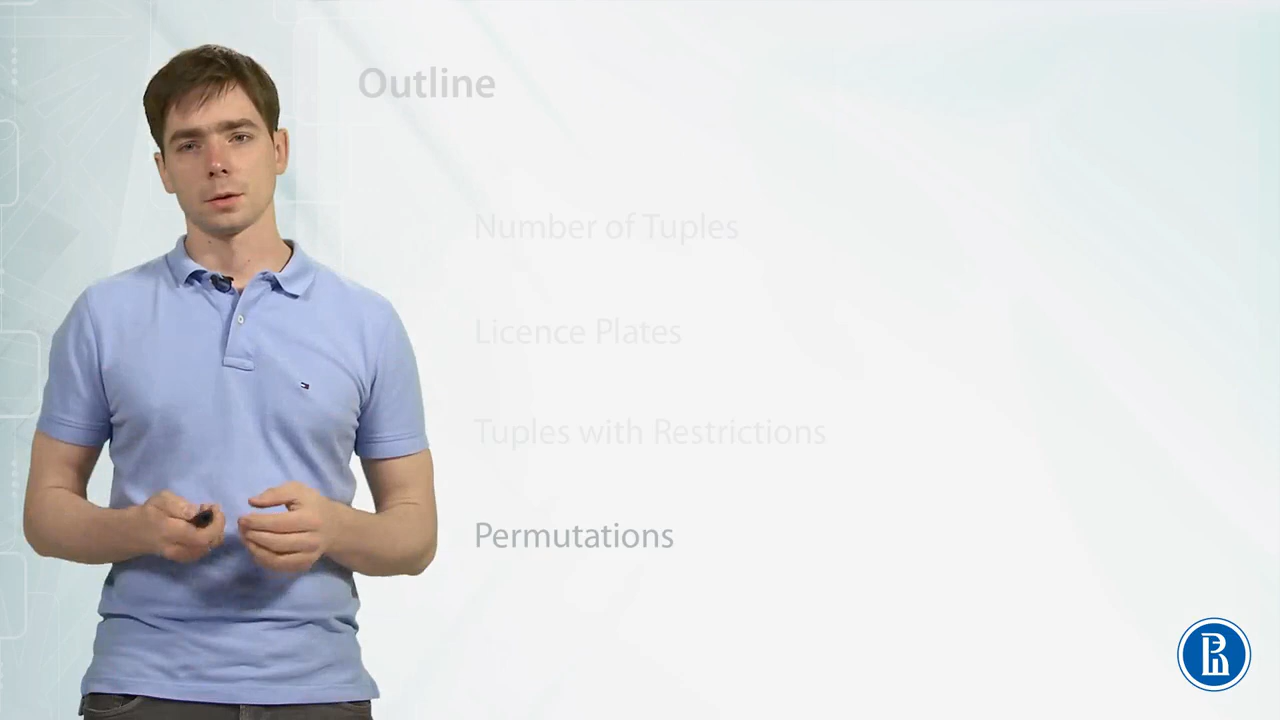 Outline
Number of Tuples
Licence Plates
Tuples with Restrictions
Permutations